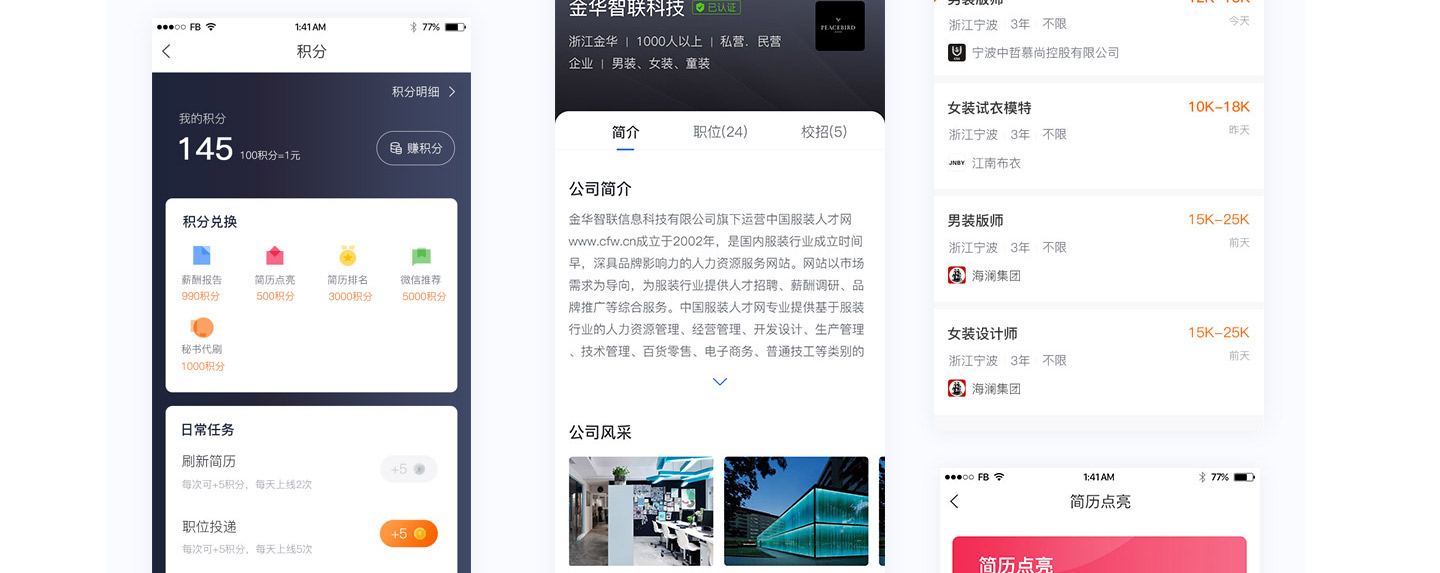 FB
1:41 AM
77%
积分
积分明细
我的积分
145
100积分=1元
赚积分
积分兑换
薪酬报告
简历点亮
简历排名
微信推荐
990积分
500积分
3000积分
5000积分
秘书代刷
1000积分
日常任务
刷新简历
+5
每次可+5积分，每天上线2次
职位投递
+5
每次可+5积分，每天上线5次
金华智联科技
已认证
浙江金华 | 1000人以上 | 私营．民营
企业 | 男装、女装、童装
PEACEBIRD
简介
职位(24)
校招(5)
公司简介
金华智联信息科技有限公司旗下运营中国服装人才网
www.cfw.cn成立于2002年，是国内服装行业成立时间
早，深具品牌影响力的人力资源服务网站。网站以市场
需求为导向，为服装行业提供人才招聘、薪酬调研、品
牌推广等综合服务。中国服装人才网专业提供基于服装
行业的人力资源管理、经营管理、开发设计、生产管理
、技术管理、百货零售、电子商务、普通技工等类别的
公司风采
男装版师
12K-18K
浙江宁波 3年 不限
今天
宁波中哲慕尚控股有限公司
女装试衣模特
10K-18K
浙江宁波 3年 不限
昨天
JNBY
江南布衣
男装版师
15K-25K
浙江宁波 3年 不限
前天
海澜集团
女装设计师
15K-25K
浙江宁波 3年 不限
前天
海澜集团
FB
1:41 AM
77%
简历点亮
简历点亮